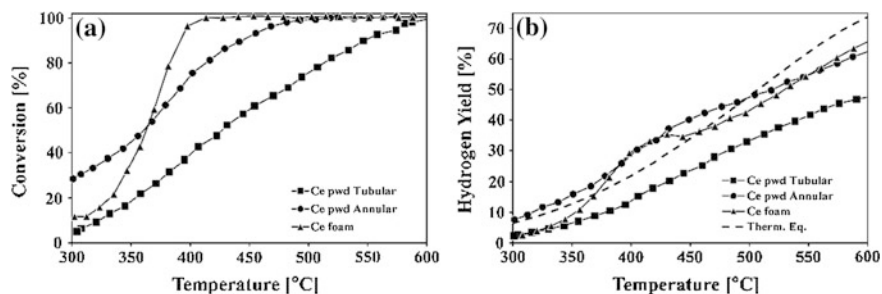 (a)
Conversion [%]
100
80
60
40
20
0
300
350
400
450
500
550
600
Temperature [°C]
Ce pwd Tubular
Ce pwd Annular
Ce foam
(b)
Hydrogen Yield [%]
70
60
50
40
30
20
10
0
300
350
400
450
500
550
600
Temperature [°C]
Ce pwd Tubular
Ce pwd Annular
Ce foam
Therm. Eq.